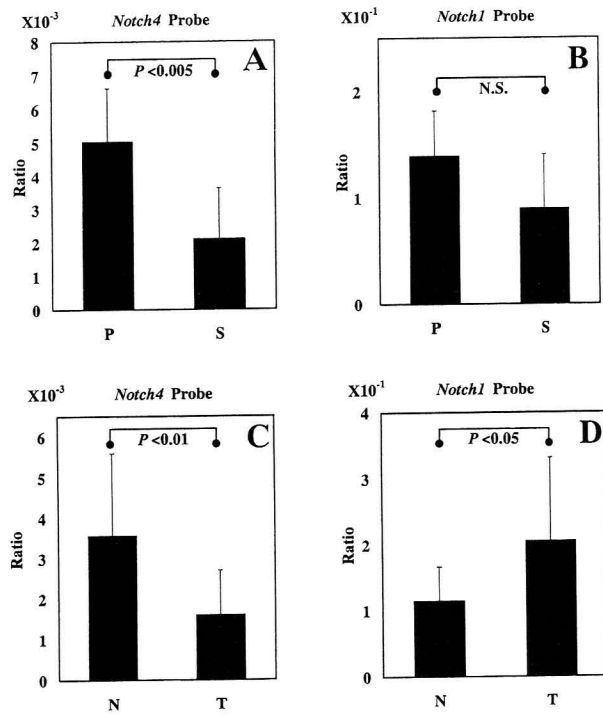 X10-3 Notch4 Probe
8
7
6
5
4
3
2
1
0
Ratio
A
P <0.005
P S
X10-1 Notch1 Probe
2
1
0
Ratio
B
N.S.
P S
X10-3 Notch4 Probe
6
5
4
3
2
1
0
Ratio
C
P <0.01
N T
X10-1 Notch1 Probe
4
3
2
1
0
Ratio
D
P <0.05
N T